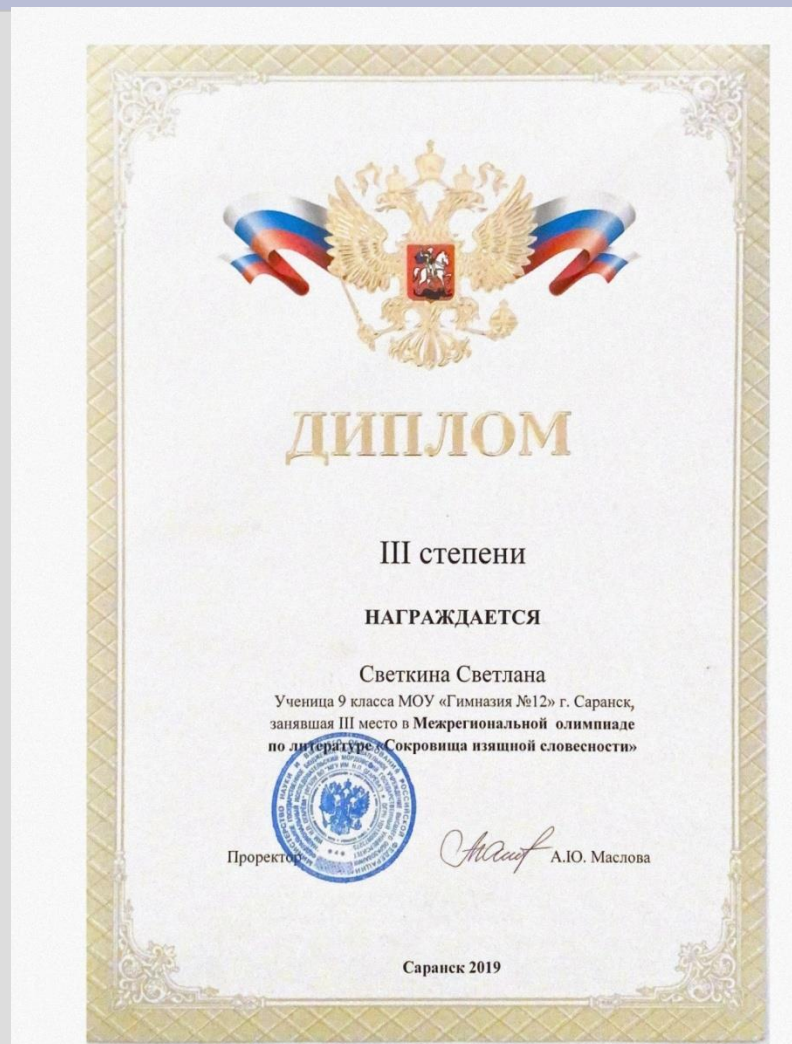 ДИПЛОМ
III степени
НАГРАЖДАЕТСЯ
Светкина Светлана
Ученица 9 класса МОУ «Гимназия №12» г. Саранск,
занявшая III место в Межрегиональной олимпиаде
по литературе «Сокровища изящной словесности»
Проректор
А.Ю. Маслова
Саранск 2019